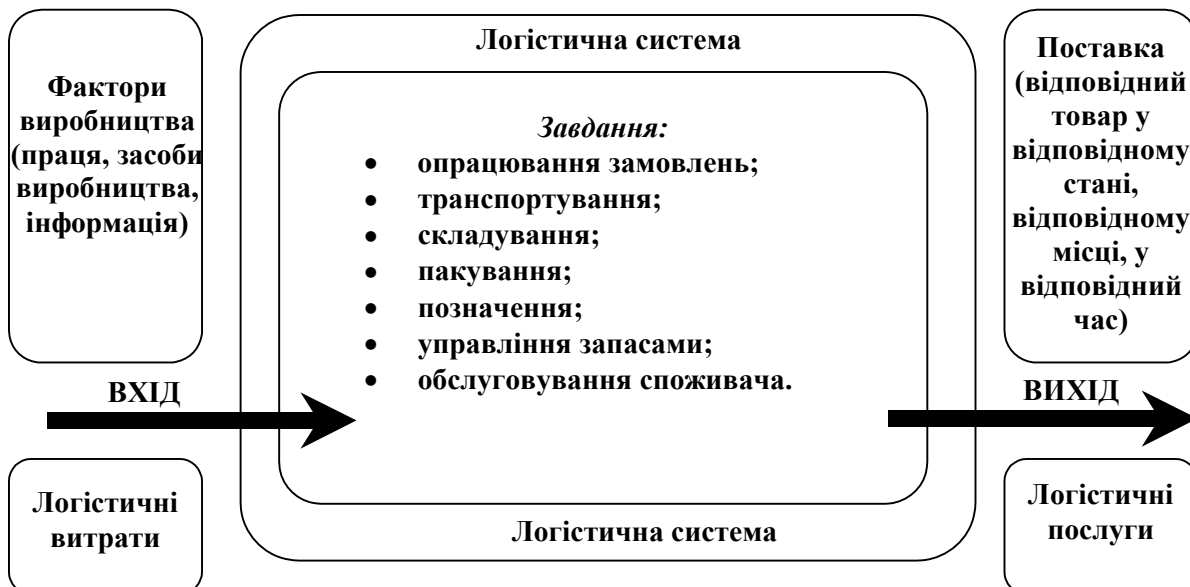 Фактори
виробництва
(праця, засоби
виробництва,
інформація)
ВХІД
Логістичні
витрати
Логістична система
Завдання:
• опрацювання замовлень;
• транспортування;
• складування;
• пакування;
• позначення;
• управління запасами;
• обслуговування споживача.
Логістична система
Поставка
(відповідний
товар у
відповідному
стані,
відповідному
місці, у
відповідний
час)
ВИХІД
Логістичні
послуги